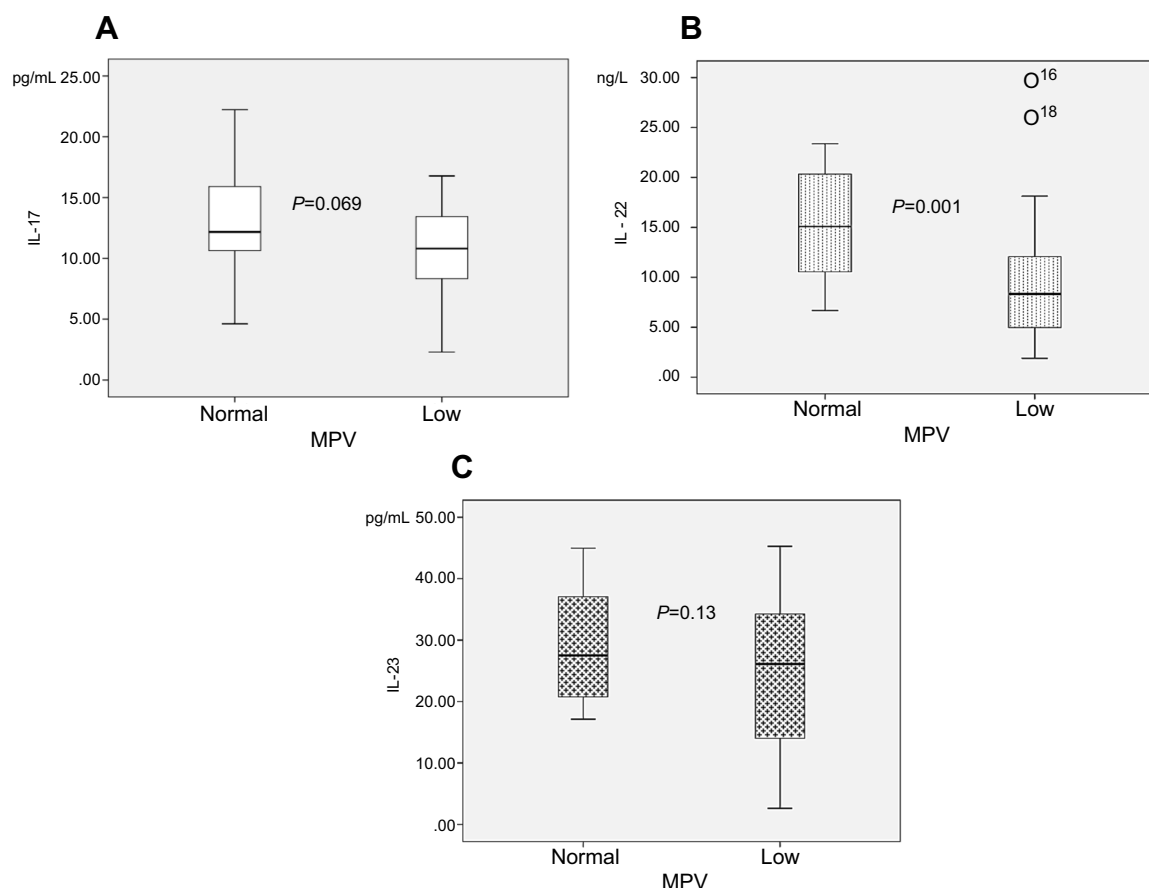 A
pg/mL 25.00
20.00
15.00
10.00
5.00
.00
IL-17
P=0.069
Normal Low
MPV
B
ng/L 30.00
25.00
20.00
15.00
10.00
5.00
.00
IL - 22
O16
O18
P=0.001
Normal Low
MPV
C
pg/mL 50.00
40.00
30.00
20.00
10.00
.00
IL-23
P=0.13
Normal Low
MPV